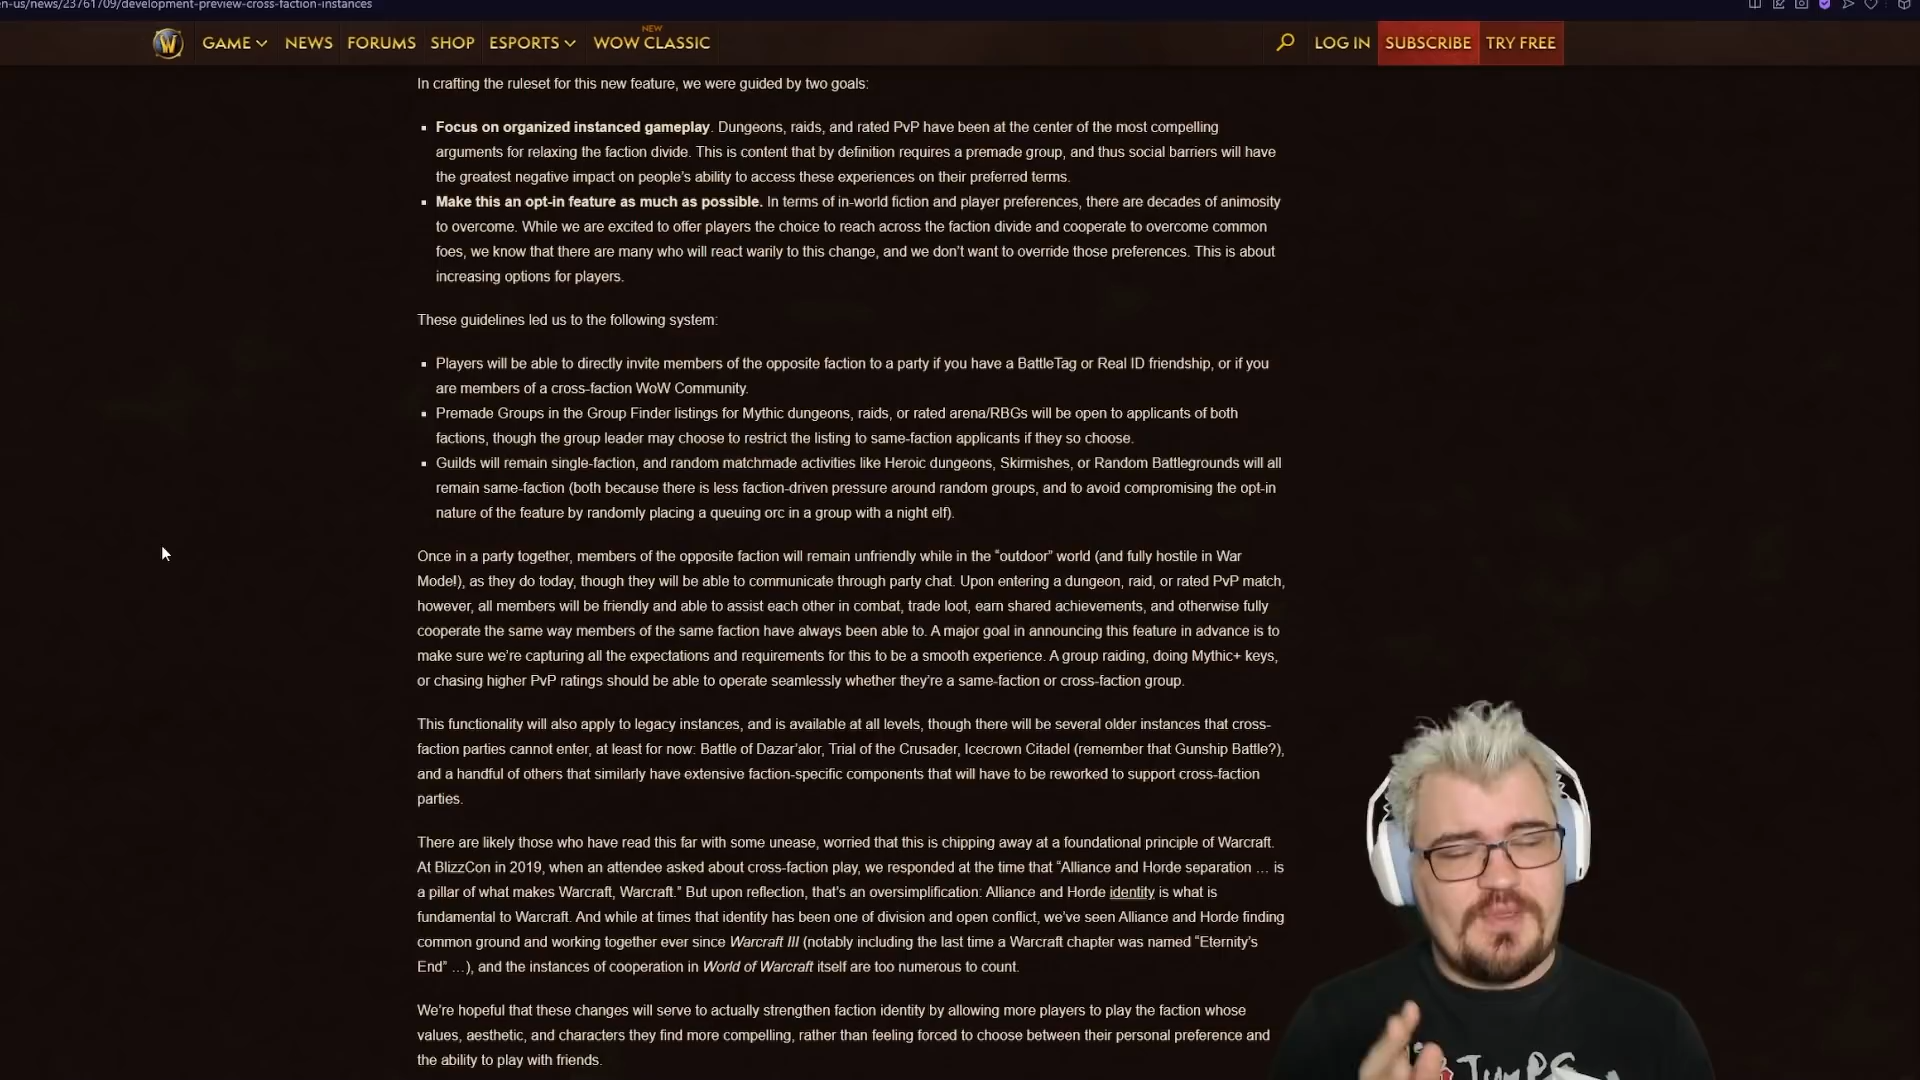 n-us/news/23761709/development-preview-cross-faction-instances
GAME NEWS FORUMS SHOP ESPORTS NEW WOW CLASSIC LOG IN SUBSCRIBE TRY FREE
In crafting the ruleset for this new feature, we were guided by two goals:
Focus on organized instanced gameplay. Dungeons, raids, and rated PvP have been at the center of the most compelling
arguments for relaxing the faction divide. This is content that by definition requires a premade group, and thus social barriers will have
the greatest negative impact on people's ability to access these experiences on their preferred terms.
Make this an opt-in feature as much as possible. In terms of in-world fiction and player preferences, there are decades of animosity
to overcome. While we are excited to offer players the choice to reach across the faction divide and cooperate to overcome common
foes, we know that there are many who will react warily to this change, and we don't want to override those preferences. This is about
increasing options for players.
These guidelines led us to the following system:
Players will be able to directly invite members of the opposite faction to a party if you have a BattleTag or Real ID friendship, or if you
are members of a cross-faction WoW Community.
Premade Groups in the Group Finder listings for Mythic dungeons, raids, or rated arena/RBGs will be open to applicants of both
factions, though the group leader may choose to restrict the listing to same-faction applicants if they so choose.
Guilds will remain single-faction, and random matchmade activities like Heroic dungeons, Skirmishes, or Random Battlegrounds will all
remain same-faction (both because there is less faction-driven pressure around random groups, and to avoid compromising the opt-in
nature of the feature by randomly placing a queuing orc in a group with a night elf).
Once in a party together, members of the opposite faction will remain unfriendly while in the "outdoor" world (and fully hostile in War
Mode!), as they do today, though they will be able to communicate through party chat. Upon entering a dungeon, raid, or rated PvP match,
however, all members will be friendly and able to assist each other in combat, trade loot, earn shared achievements, and otherwise fully
cooperate the same way members of the same faction have always been able to. A major goal in announcing this feature in advance is to
make sure we're capturing all the expectations and requirements for this to be a smooth experience. A group raiding, doing Mythic+ keys,
or chasing higher PvP ratings should be able to operate seamlessly whether they're a same-faction or cross-faction group.
This functionality will also apply to legacy instances, and is available at all levels, though there will be several older instances that cross-
faction parties cannot enter, at least for now: Battle of Dazar'alor, Trial of the Crusader, Icecrown Citadel (remember that Gunship Battle?),
and a handful of others that similarly have extensive faction-specific components that will have to be reworked to support cross-faction
parties.
There are likely those who have read this far with some unease, worried that this is chipping away at a foundational principle of Warcraft.
At BlizzCon in 2019, when an attendee asked about cross-faction play, we responded at the time that "Alliance and Horde separation … is
a pillar of what makes Warcraft, Warcraft." But upon reflection, that's an oversimplification: Alliance and Horde identity is what is
fundamental to Warcraft. And while at times that identity has been one of division and open conflict, we've seen Alliance and Horde finding
common ground and working together ever since Warcraft III (notably including the last time a Warcraft chapter was named "Eternity's
End" …), and the instances of cooperation in World of Warcraft itself are too numerous to count.
We're hopeful that these changes will serve to actually strengthen faction identity by allowing more players to play the faction whose
values, aesthetic, and characters they find more compelling, rather than feeling forced to choose between their personal preference and
the ability to play with friends.